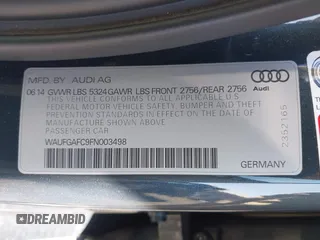 MFD. BY AUDI AG
06.14 GVWR LBS 5324 GAWR LBS FRONT 2756/REAR 2756
THIS VEHICLE CONFORMS TO ALL APPLICABLE
FEDERAL MOTOR VEHICLE SAFETY, BUMPER AND THEFT
PREVENTION STANDARDS IN EFFECT ON THE DATE
OF MANUFACTURE SHOWN ABOVE.
PASSENGER CAR
WAUFGAFC9FN003498
GERMANY
Audi
2352165
DREAMBID